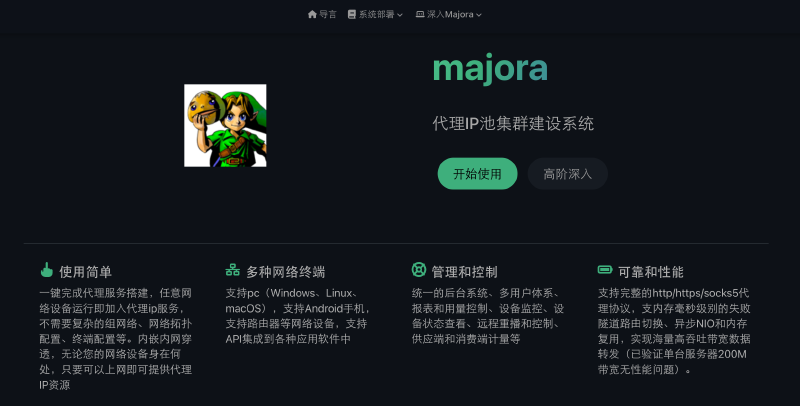 导言 系统部署 深入Majora
majora
代理IP池集群建设系统
开始使用 高阶深入
使用简单
一键完成代理服务搭建，任意网
络设备运行即加入代理ip服务，
不需要复杂的组网络、网络拓扑
配置、终端配置等。内嵌内网穿
透，无论您的网络设备身在何
处，只要可以上网即可提供代理
IP资源
多种网络终端
支持pc（Windows、Linux、
macOS），支持Android手机，
支持路由器等网络设备，支持
API集成到各种应用软件中
管理和控制
统一的后台系统、多用户体系、
报表和用量控制、设备监控、设
备状态查看、远程重播和控制、
供应端和消费端计量等
可靠和性能
支持完整的http/https/socks5代
理协议，支内存毫秒级别的失败
隧道路由切换、异步NIO和内存
复用，实现海量高吞吐带宽数据
转发（已验证单台服务器200M
带宽无性能问题）。